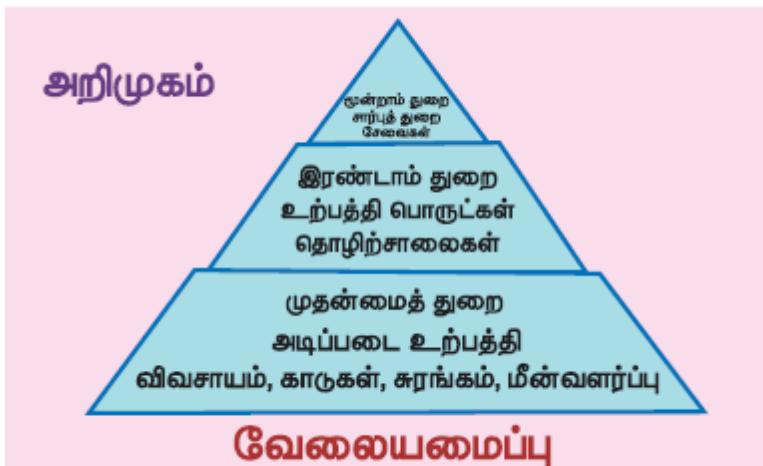 அறிமுகம்
மூன்றாம் துறை
சார்புத் துறை
சேவைகள்
இரண்டாம் துறை
உற்பத்தி பொருட்கள்
தொழிற்சாலைகள்
முதன்மைத் துறை
அடிப்படை உற்பத்தி
விவசாயம், காடுகள், சுரங்கம், மீன்வளர்ப்பு
வேலையமைப்பு